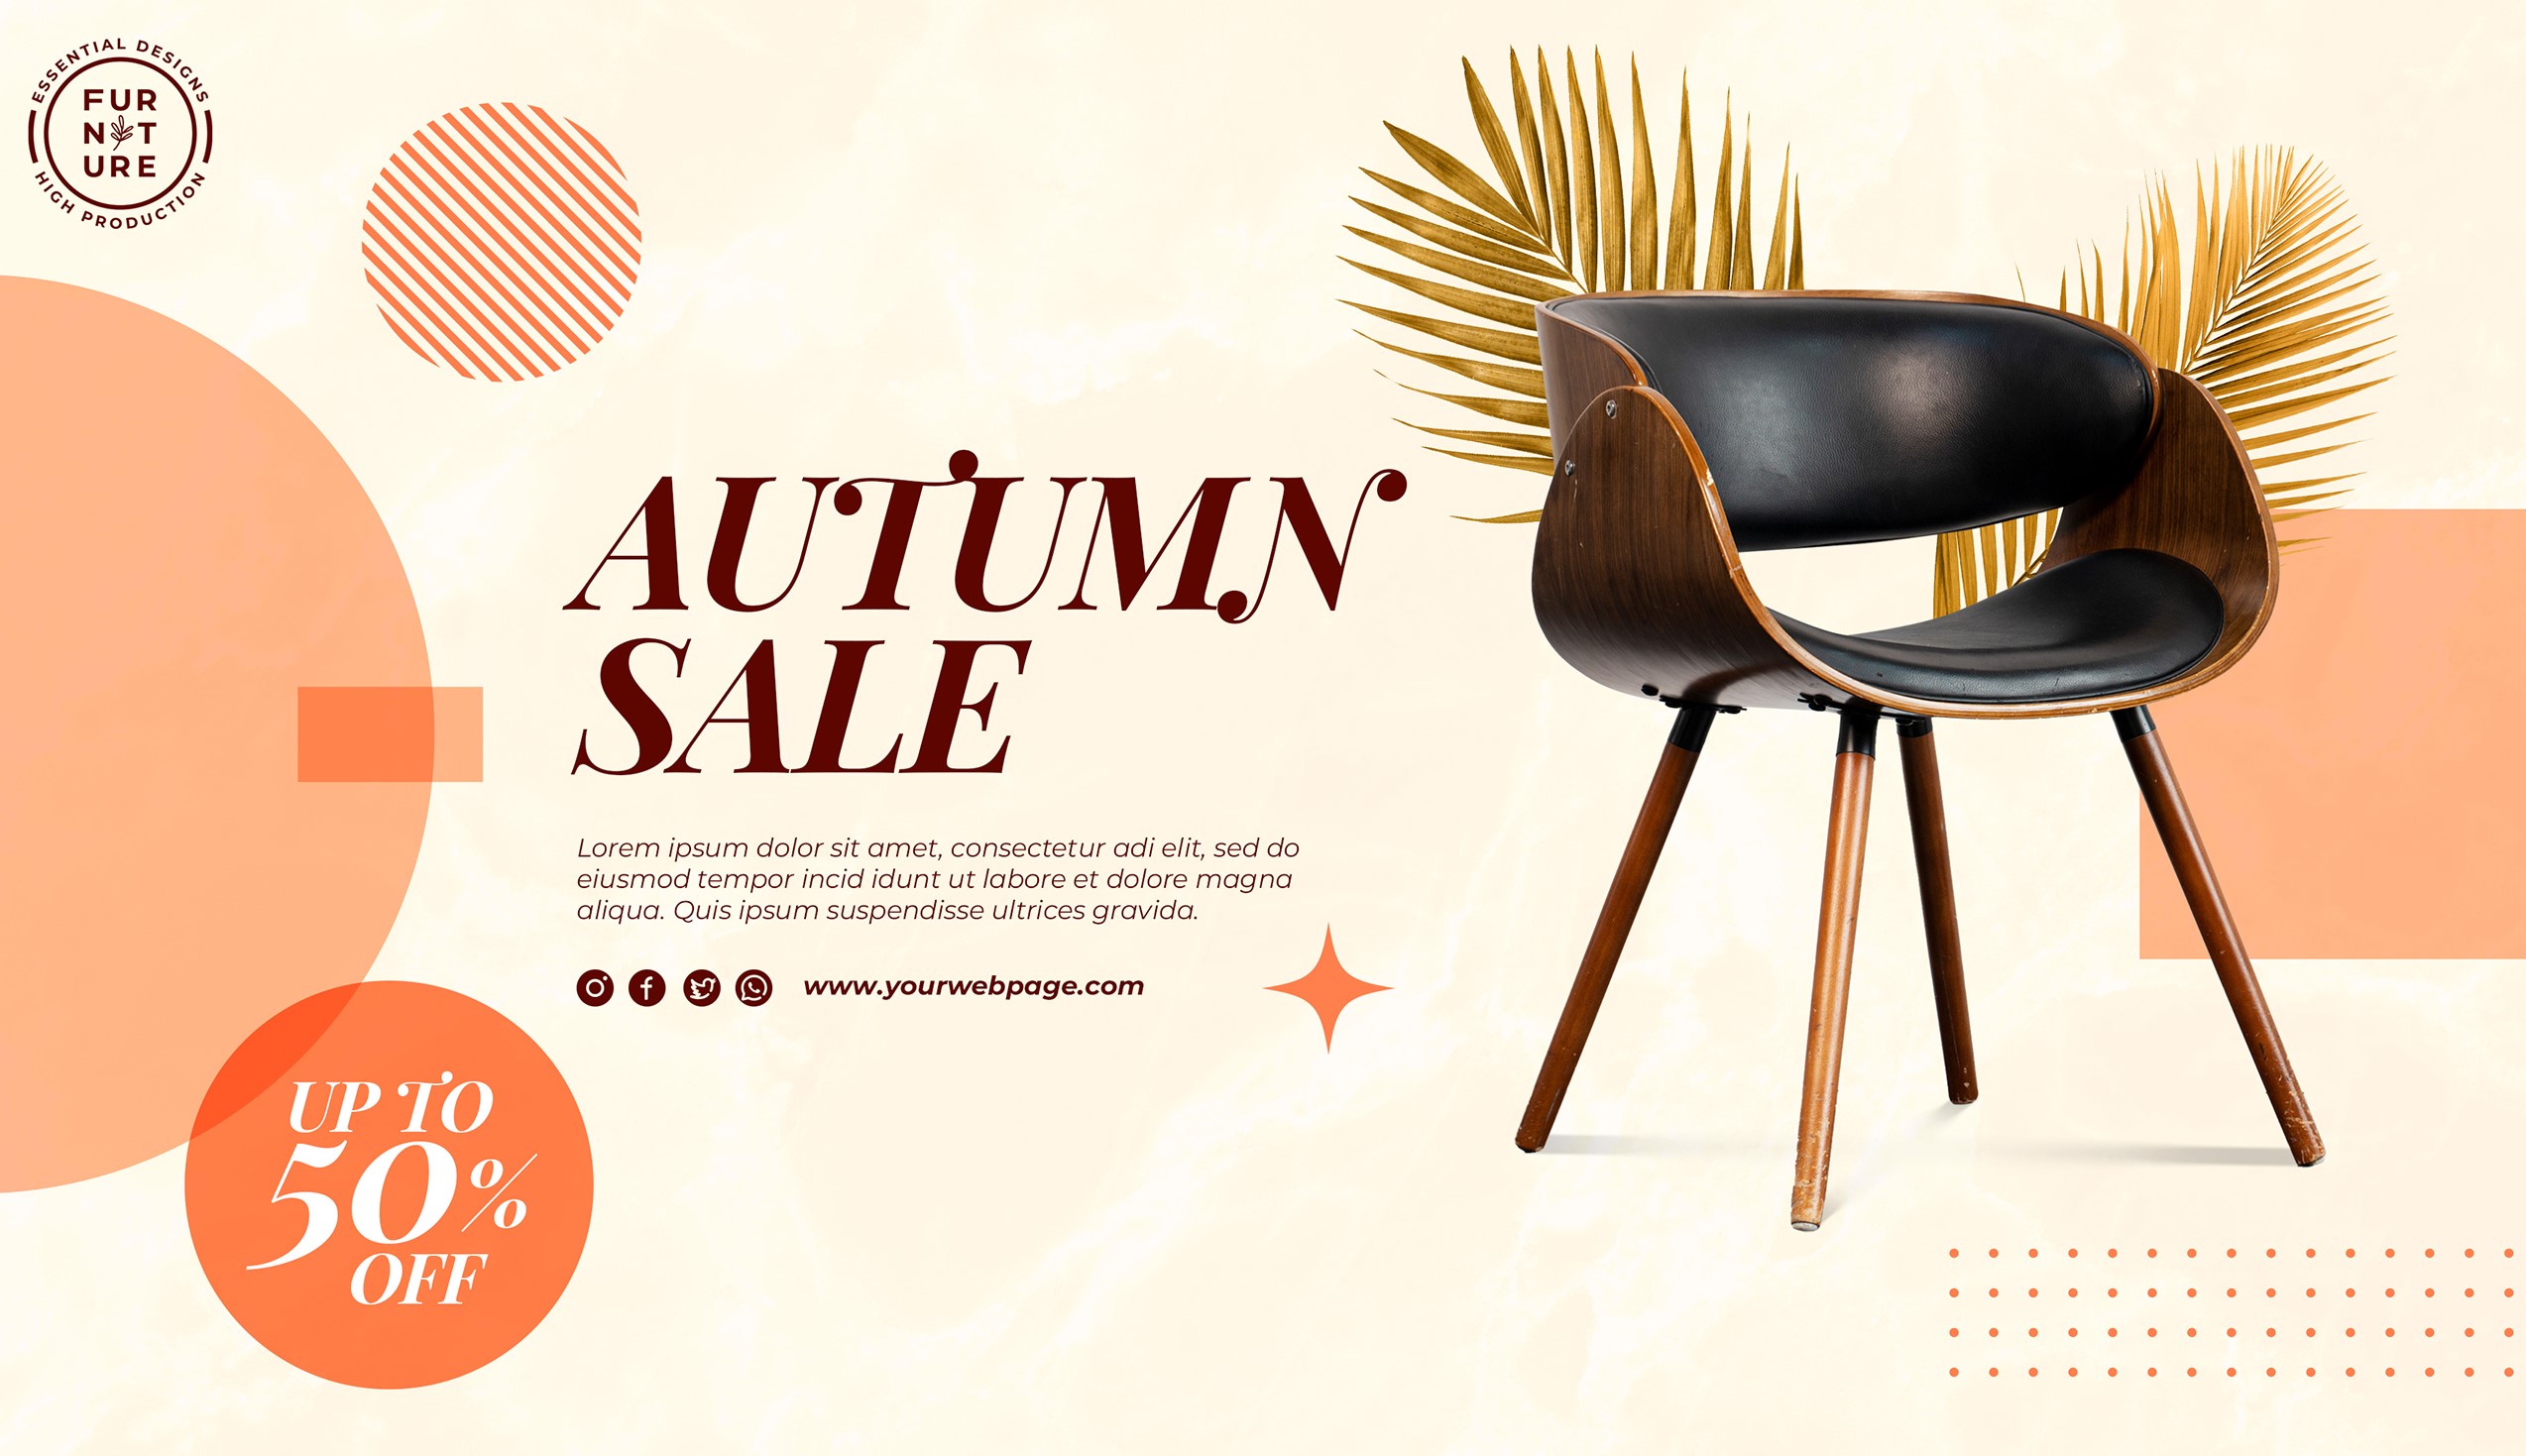 ESSENTIAL DESIGNS
FUR
N T
URE
HIGH PRODUCTION
AUTUMN
SALE
Lorem ipsum dolor sit amet, consectetur adi elit, sed do
eiusmod tempor incid idunt ut labore et dolore magna
aliqua. Quis ipsum suspendisse ultrices gravida.
www.yourwebpage.com
UP TO
50%
OFF